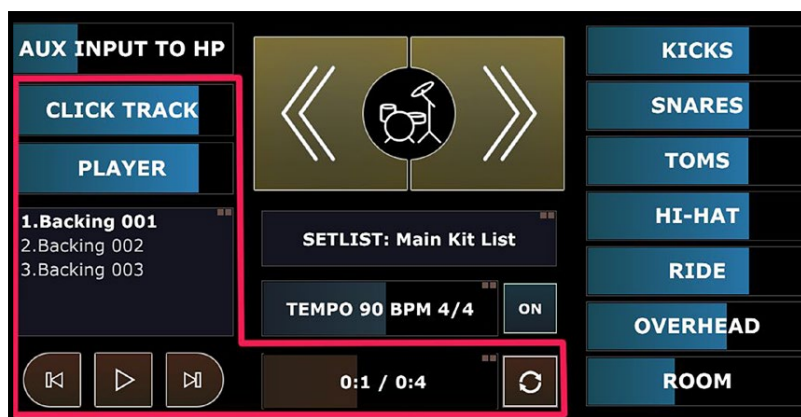 AUX INPUT TO HP
CLICK TRACK
PLAYER
1.Backing 001
2.Backing 002
3.Backing 003
SETLIST: Main Kit List
TEMPO 90 BPM 4/4
ON
0:1 / 0:4
KICKS
SNARES
TOMS
HI-HAT
RIDE
OVERHEAD
ROOM